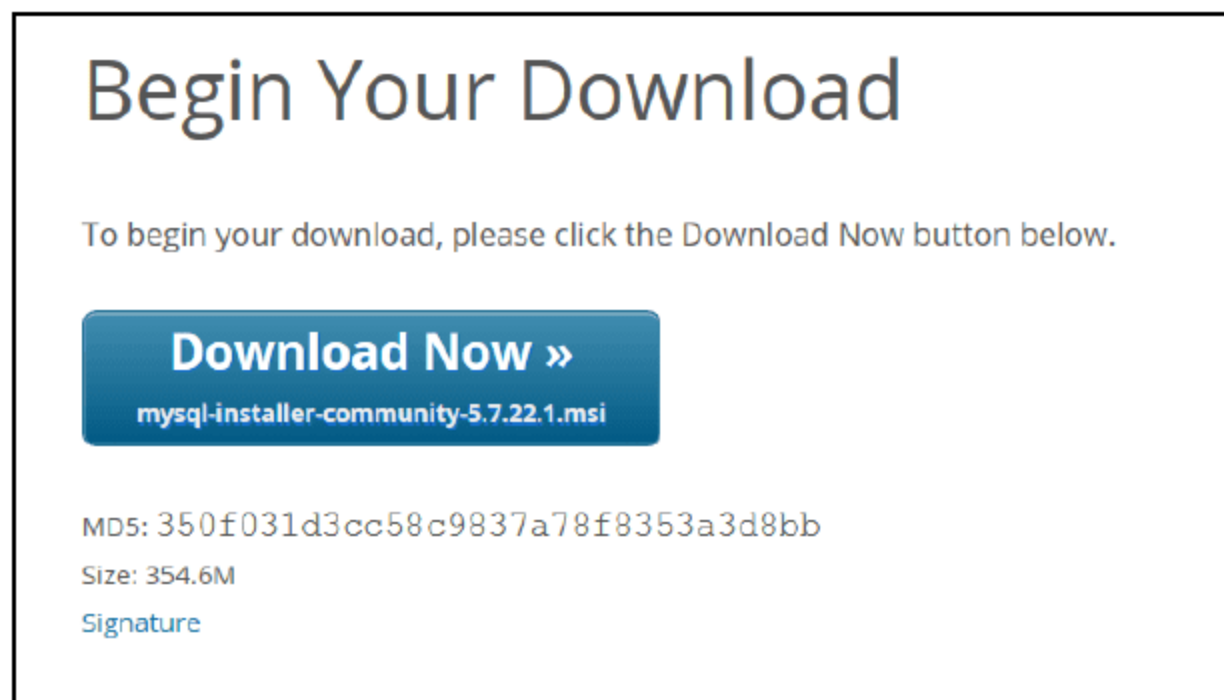 Begin Your Download
To begin your download, please click the Download Now button below.
Download Now »
mysql-installer-community-5.7.22.1.msi
MD5: 350f031d3cc58c9837a78f8353a3d8bb
Size: 354.6M
Signature